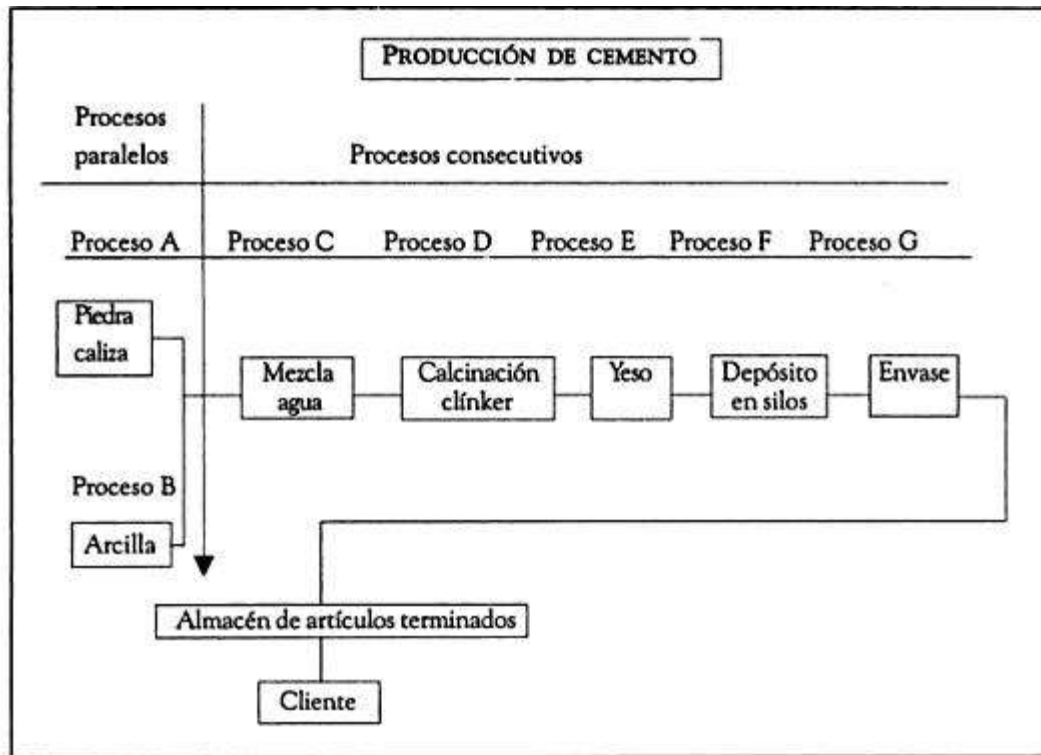 PRODUCCIÓN DE CEMENTO
Procesos
paralelos
Procesos consecutivos
Proceso A
Proceso C
Proceso D
Proceso E
Proceso F
Proceso G
Piedra
caliza
Mezcla
agua
Calcinación
clínker
Yeso
Depósito
en silos
Envase
Proceso B
Arcilla
Almacén de artículos terminados
Cliente